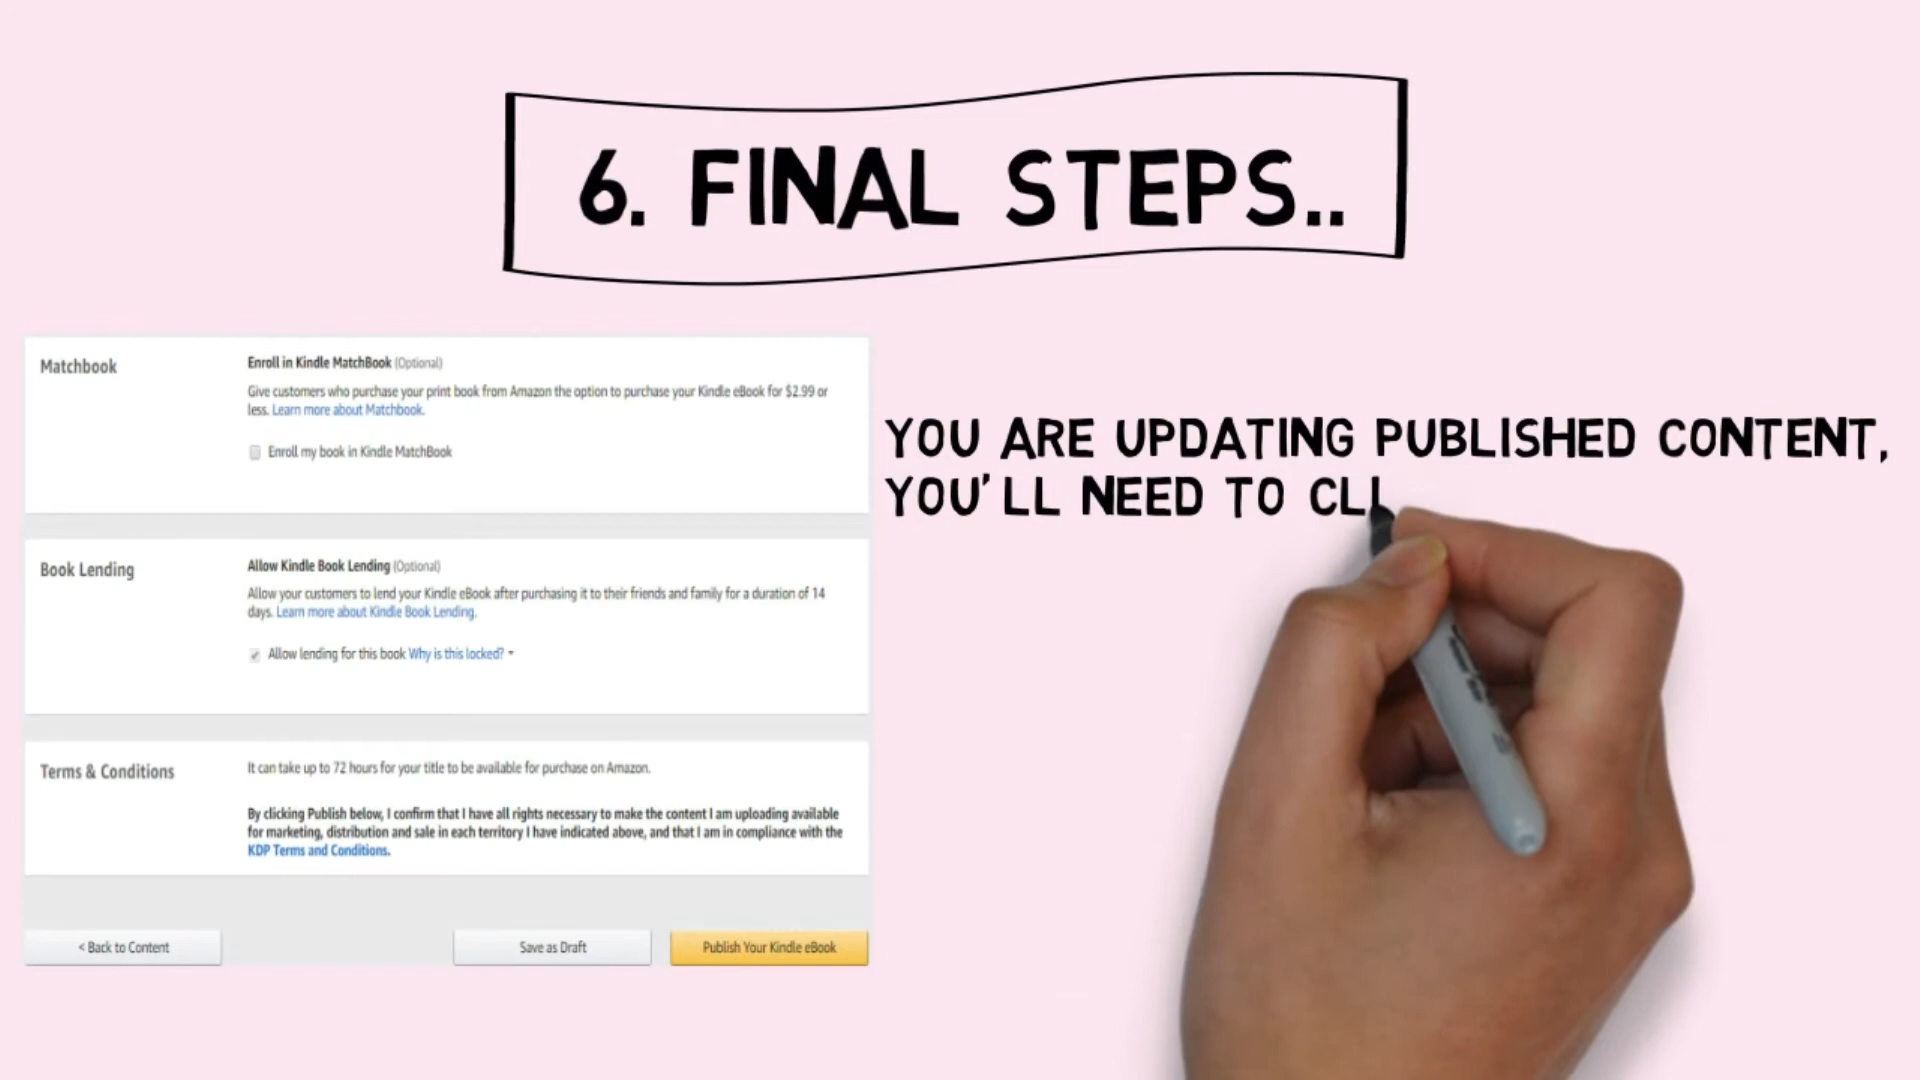 6. FINAL STEPS..
Matchbook
Enroll in Kindle MatchBook (Optional)
Give customers who purchase your print book from Amazon the option to purchase your Kindle eBook for $2.99 or
less. Learn more about Matchbook.
Enroll my book in Kindle MatchBook
Book Lending
Allow Kindle Book Lending (Optional)
Allow your customers to lend your Kindle eBook after purchasing it to their friends and family for a duration of 14
days. Learn more about Kindle Book Lending.
Allow lending for this book Why is this locked?
Terms & Conditions
It can take up to 72 hours for your title to be available for purchase on Amazon.
By clicking Publish below, I confirm that I have all rights necessary to make the content I am uploading available
for marketing, distribution and sale in each territory I have indicated above, and that I am in compliance with the
KDP Terms and Conditions.
< Back to Content
Save as Draft
Publish Your Kindle eBook
YOU ARE UPDATING PUBLISHED CONTENT,
YOU'LL NEED TO CLI